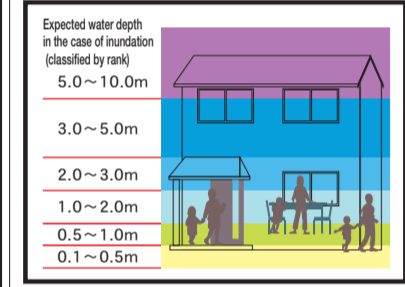 Expected water depth
in the case of inundation
(classified by rank)
5.0～10.0m
3.0～5.0m
2.0～3.0m
1.0～2.0m
0.5～1.0m
0.1～0.5m